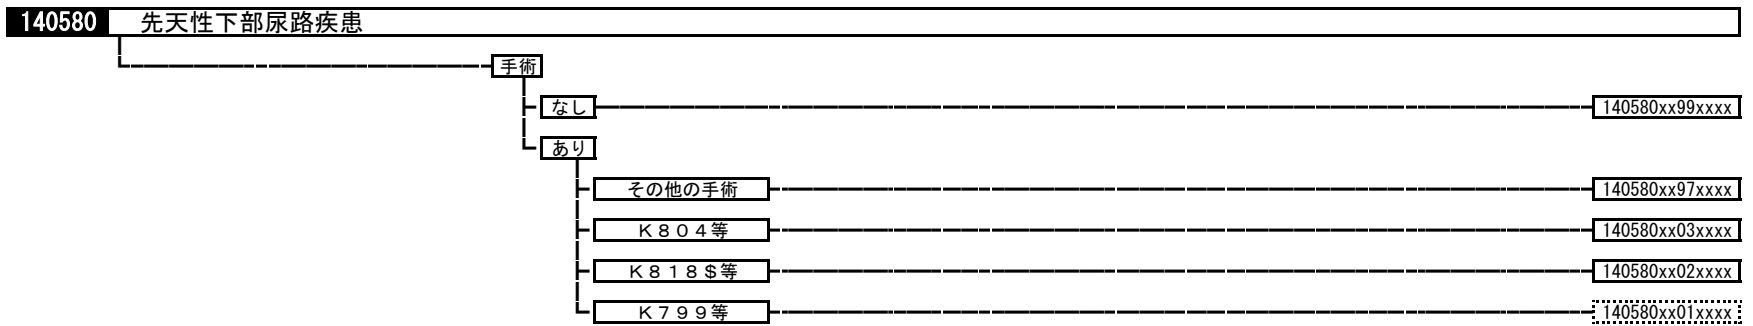 140580 先天性下部尿路疾患
手術
なし 140580xx99xxxx
あり
その他の手術 140580xx97xxxx
Ｋ８０４等 140580xx03xxxx
Ｋ８１８＄等 140580xx02xxxx
Ｋ７９９等 140580xx01xxxx